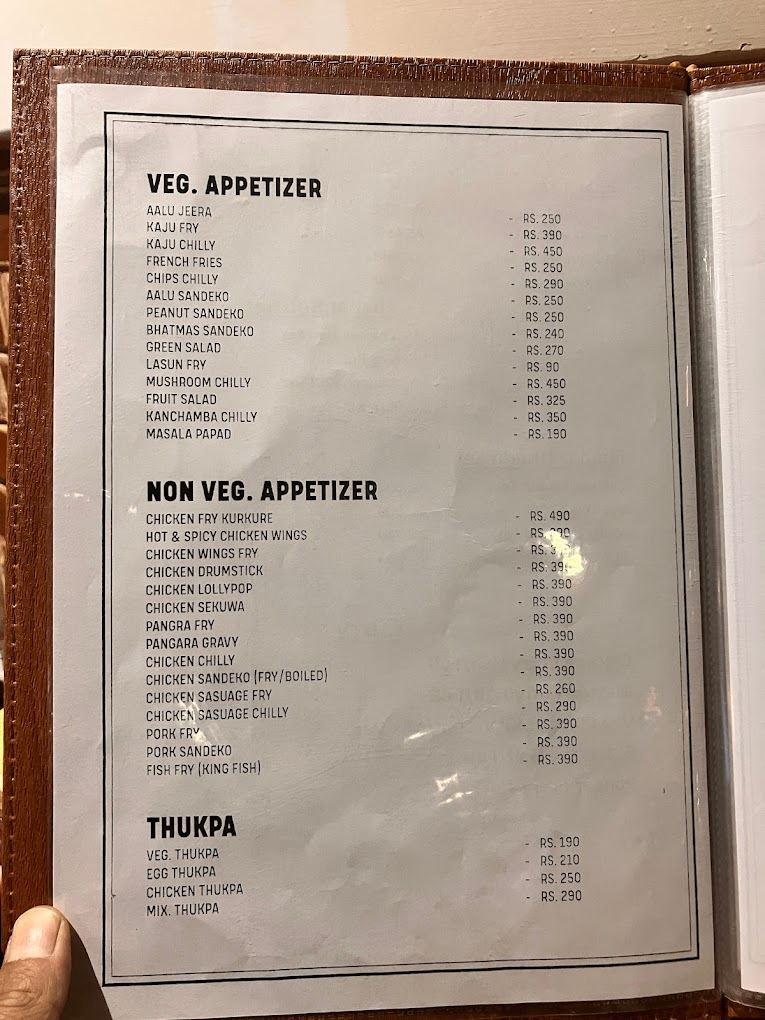 VEG. APPETIZER
AALU JEERA - RS. 250
KAJU FRY - RS. 390
KAJU CHILLY - RS. 450
FRENCH FRIES - RS. 250
CHIPS CHILLY - RS. 290
AALU SANDEKO - RS. 250
PEANUT SANDEKO - RS. 250
BHATMAS SANDEKO - RS. 240
GREEN SALAD - RS. 270
LASUN FRY - RS. 90
MUSHROOM CHILLY - RS. 450
FRUIT SALAD - RS. 325
KANCHAMBA CHILLY - RS. 350
MASALA PAPAD - RS. 190
NON VEG. APPETIZER
CHICKEN FRY KURKURE - RS. 490
HOT & SPICY CHICKEN WINGS - RS.
CHICKEN WINGS FRY - RS.
CHICKEN DRUMSTICK - RS. 390
CHICKEN LOLLYPOP - RS. 390
CHICKEN SEKUWA - RS. 390
PANGRA FRY - RS. 390
PANGARA GRAVY - RS. 390
CHICKEN CHILLY - RS. 390
CHICKEN SANDEKO (FRY/BOILED) - RS. 390
CHICKEN SASUAGE FRY - RS. 260
CHICKEN SASUAGE CHILLY - RS. 290
PORK FRY - RS. 390
PORK SANDEKO - RS. 390
FISH FRY (KING FISH) - RS. 390
THUKPA
VEG. THUKPA - RS. 190
EGG THUKPA - RS. 210
CHICKEN THUKPA - RS. 250
MIX. THUKPA - RS. 290